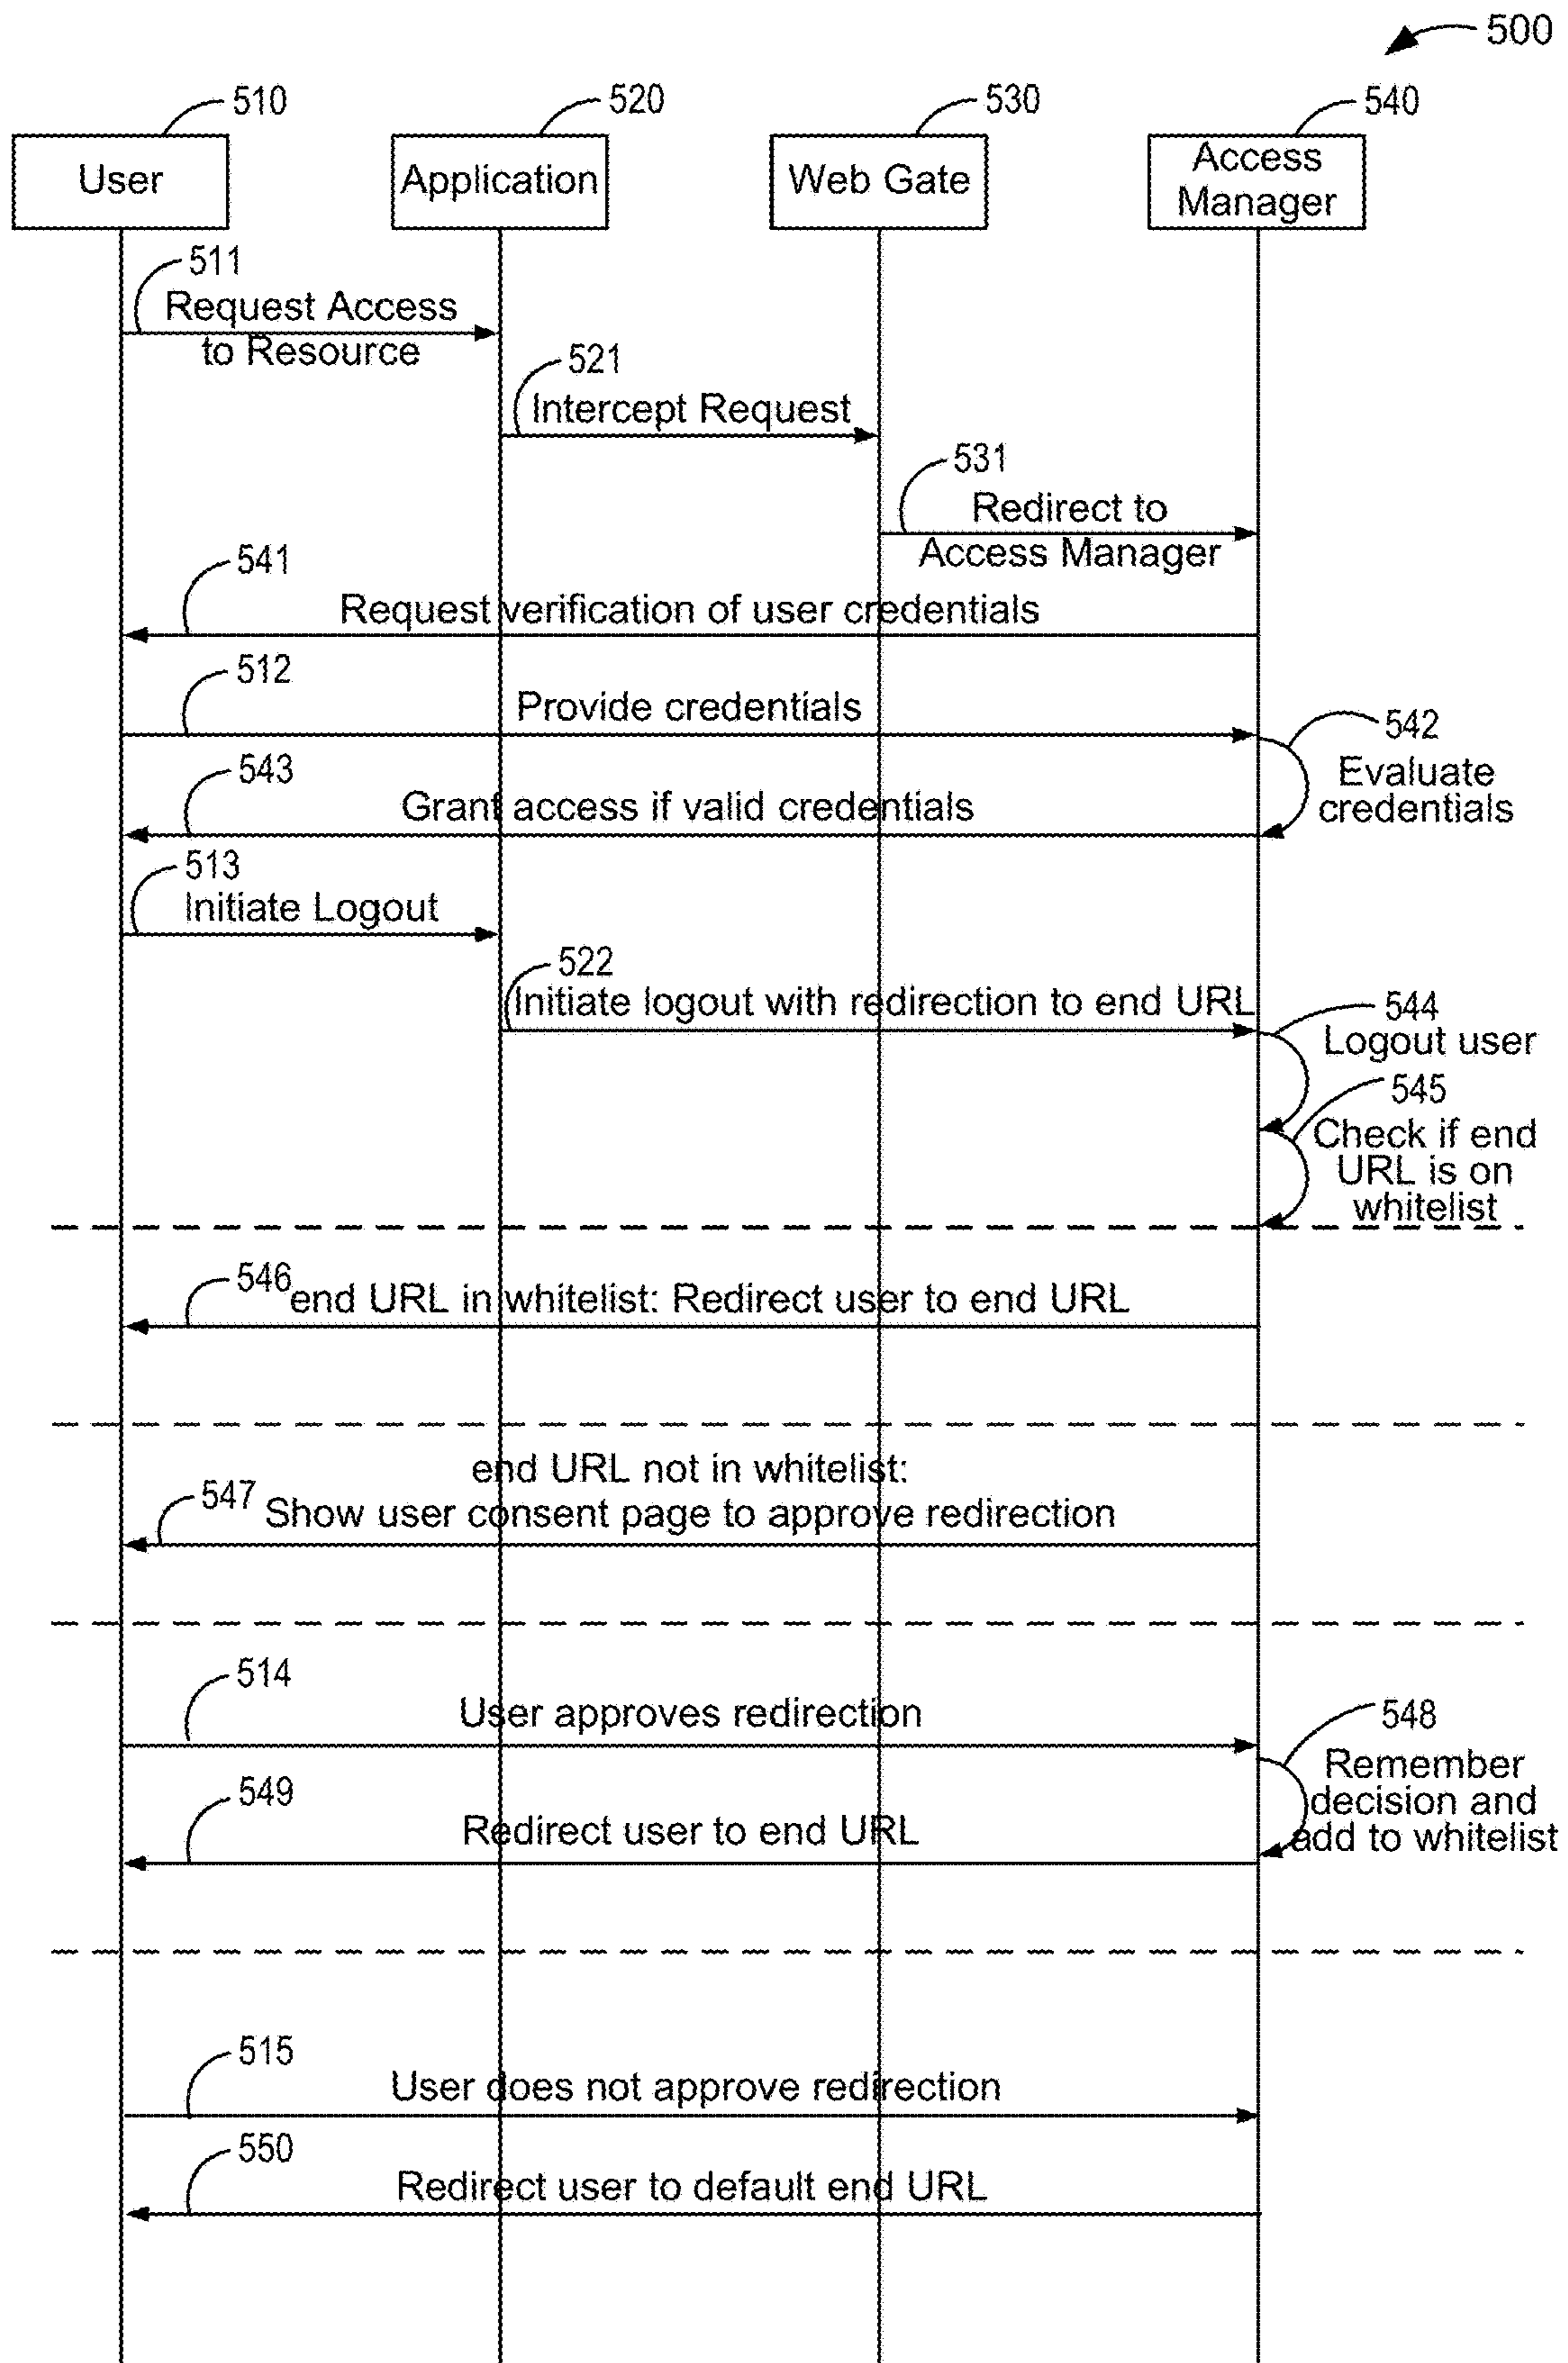 500
510
520
530
540
User
Application
Web Gate
Access
Manager
511
Request Access
to Resource
521
Intercept Request
531
Redirect to
Access Manager
541
Request verification of user credentials
512
Provide credentials
542
Evaluate
credentials
543
Grant access if valid credentials
513
Initiate Logout
522
Initiate logout with redirection to end URL
544
Logout user
545
Check if end
URL is on
whitelist
546
end URL in whitelist: Redirect user to end URL
end URL not in whitelist:
547
Show user consent page to approve redirection
514
User approves redirection
548
Remember
decision and
add to whitelist
549
Redirect user to end URL
515
User does not approve redirection
550
Redirect user to default end URL